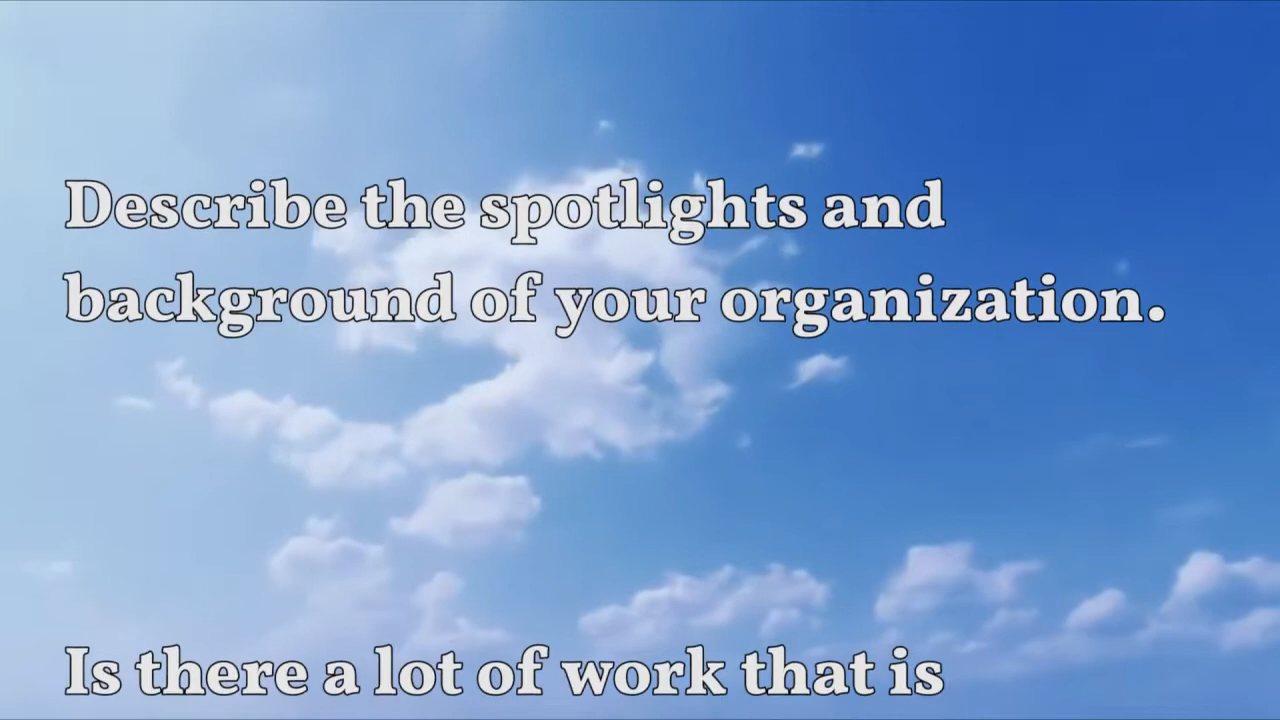 Describe the spotlights and
background of your organization.
Is there a lot of work that is